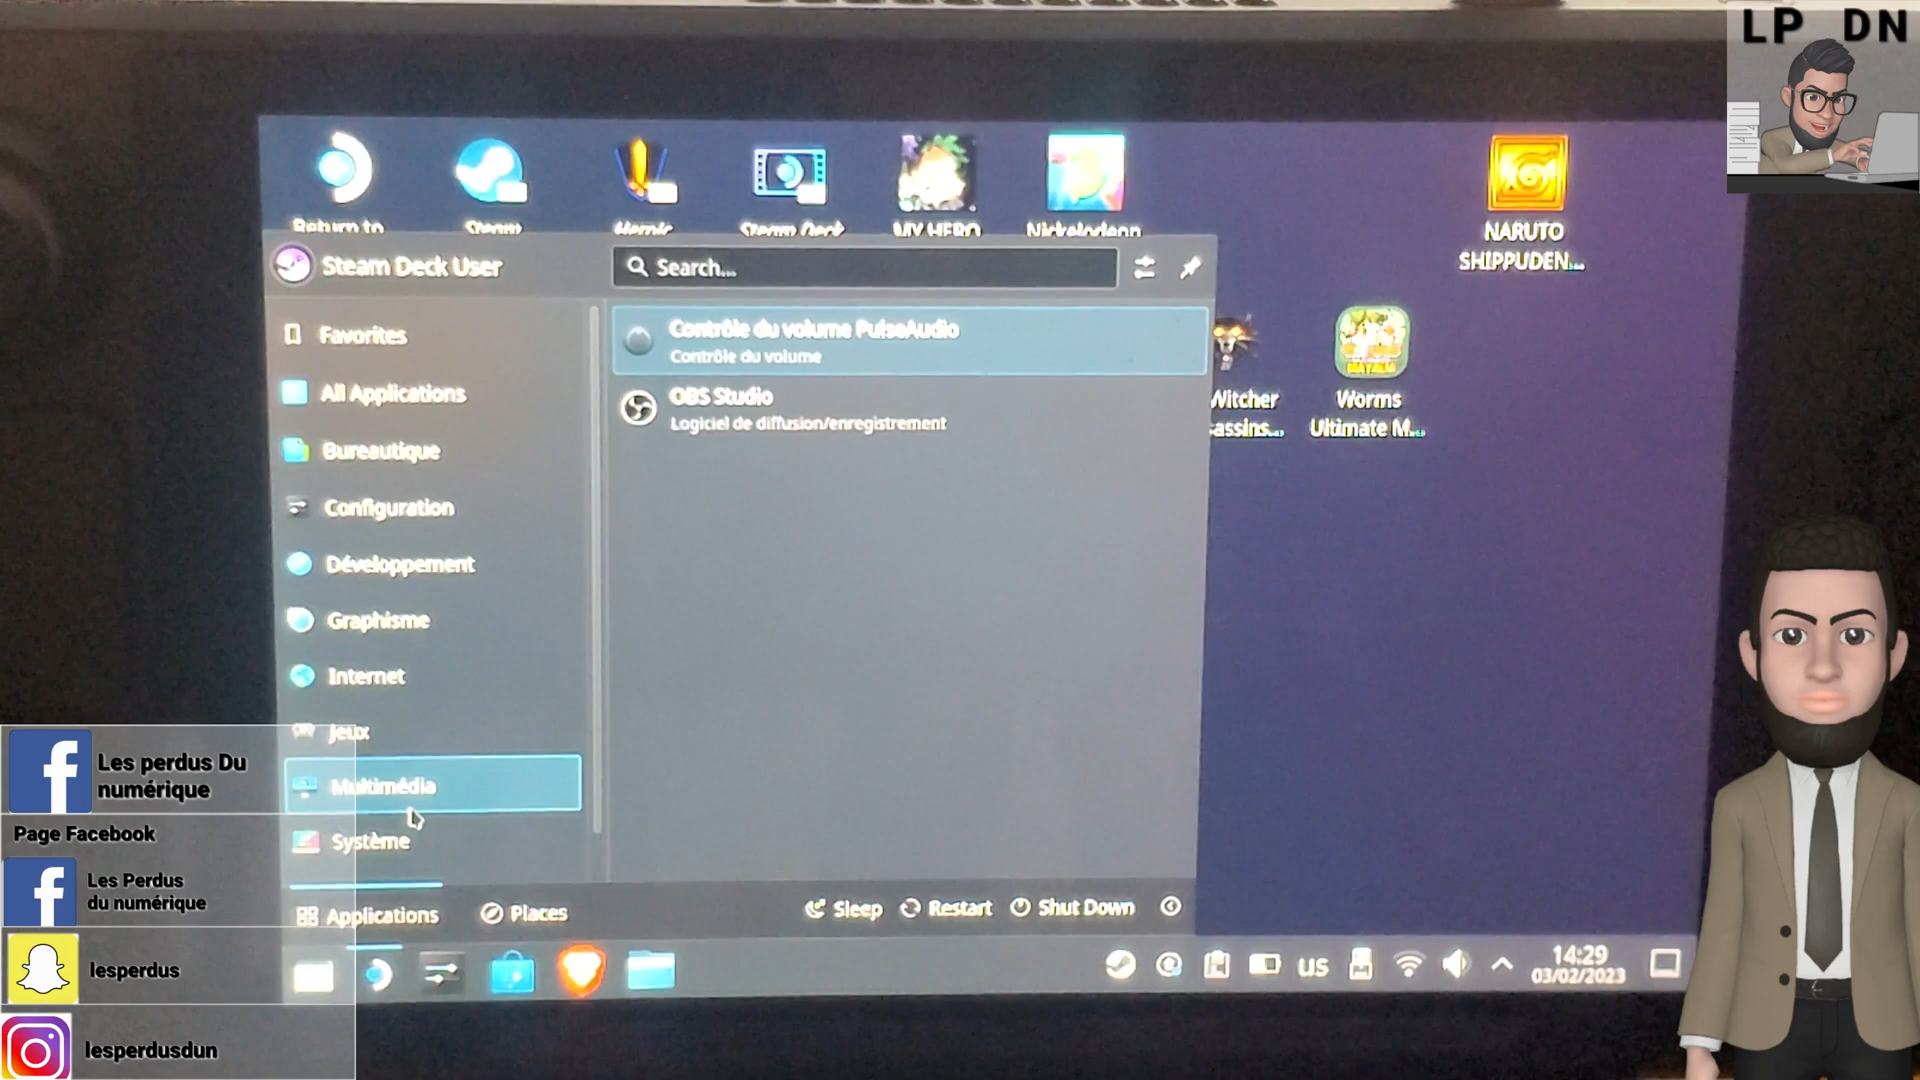 LP DN
Return to
Steam
Heroic
Steam Deck
MY HERO
Nickelodeon
NARUTO
SHIPPUDEN...
Steam Deck User
Search...
Favorites
All Applications
Bureautique
Configuration
Développement
Graphisme
Internet
Jeux
Multimédia
Système
Contrôle du volume PulseAudio
Contrôle du volume
OBS Studio
Logiciel de diffusion/enregistrement
Witcher
assins...
Worms
Ultimate M...
Applications
Places
Sleep
Restart
Shut Down
us
14:29
03/02/2023
Les perdus Du
numérique
Page Facebook
Les Perdus
du numérique
lesperdus
lesperdusdun